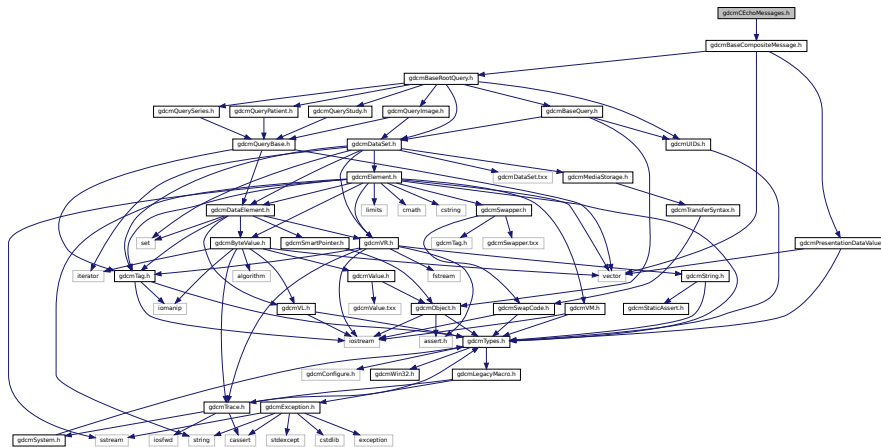 gdcmCEchoMessages.h
gdcmBaseCompositeMessage.h
gdcmBaseRootQuery.h
gdcmQuerySeries.h
gdcmQueryPatient.h
gdcmQueryStudy.h
gdcmQueryImage.h
gdcmBaseQuery.h
gdcmQueryBase.h
gdcmDataSet.h
gdcmUIDs.h
gdcmElement.h
gdcmDataSet.txx
gdcmMediaStorage.h
gdcmDataElement.h
limits
cmath
cstring
gdcmSwapper.h
gdcmTransferSyntax.h
set
gdcmByteValue.h
gdcmSmartPointer.h
gdcmVR.h
gdcmTag.h
gdcmSwapper.txx
gdcmPresentationDataValue.h
iterator
gdcmTag.h
algorithm
gdcmValue.h
fstream
vector
gdcmString.h
iomanip
gdcmVL.h
gdcmValue.txx
gdcmObject.h
gdcmSwapCode.h
gdcmVM.h
gdcmStaticAssert.h
iostream
assert.h
gdcmTypes.h
gdcmConfigure.h
gdcmWin32.h
gdcmLegacyMacro.h
gdcmTrace.h
gdcmException.h
gdcmSystem.h
sstream
iosfwd
string
cassert
stdexcept
cstdlib
exception